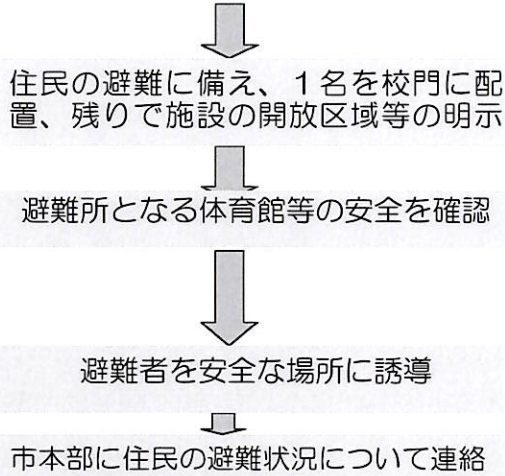 住民の避難に備え、1名を校門に配
置、残りで施設の開放区域等の明示
避難所となる体育館等の安全を確認
避難者を安全な場所に誘導
市本部に住民の避難状況について連絡